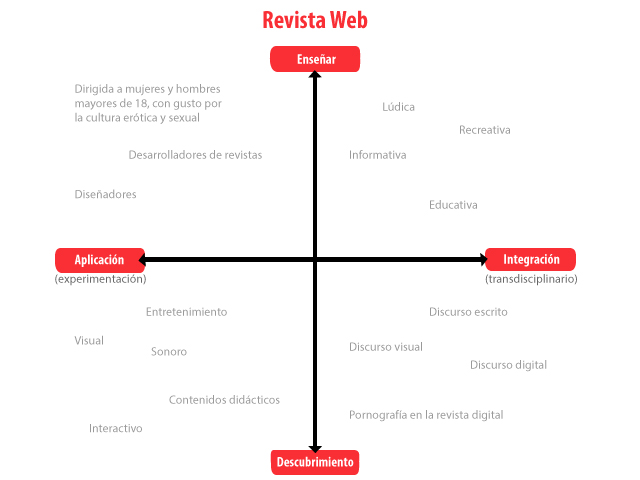 Revista Web
Enseñar
Dirigida a mujeres y hombres
mayores de 18, con gusto por
la cultura erótica y sexual
Desarrolladores de revistas
Diseñadores
Lúdica
Recreativa
Informativa
Educativa
Aplicación
(experimentación)
Integración
(transdisciplinario)
Entretenimiento
Visual
Sonoro
Contenidos didácticos
Interactivo
Discurso escrito
Discurso visual
Discurso digital
Pornografía en la revista digital
Descubrimiento